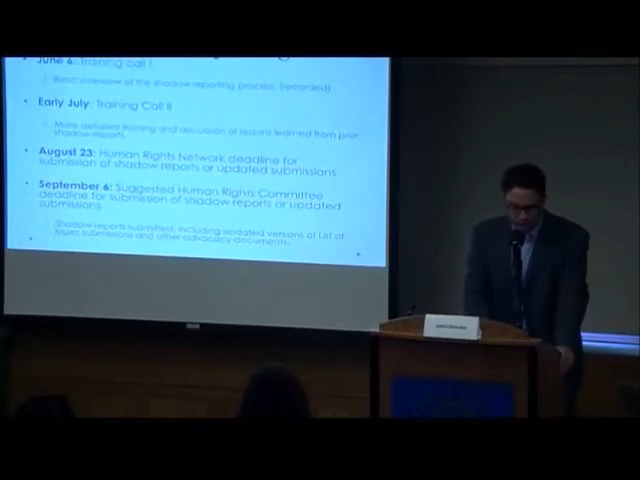 June 6: Training call I
Basic overview of the shadow reporting process. (recorded)
Early July: Training Call II
More detailed training and discussion of lessons learned from prior
shadow reports.
August 23: Human Rights Network deadline for
submission of shadow reports or updated submissions
September 6: Suggested Human Rights Committee
deadline for submission of shadow reports or updated
submissions
Shadow reports submitted, including updated versions of List of
Issues submissions and other advocacy documents.